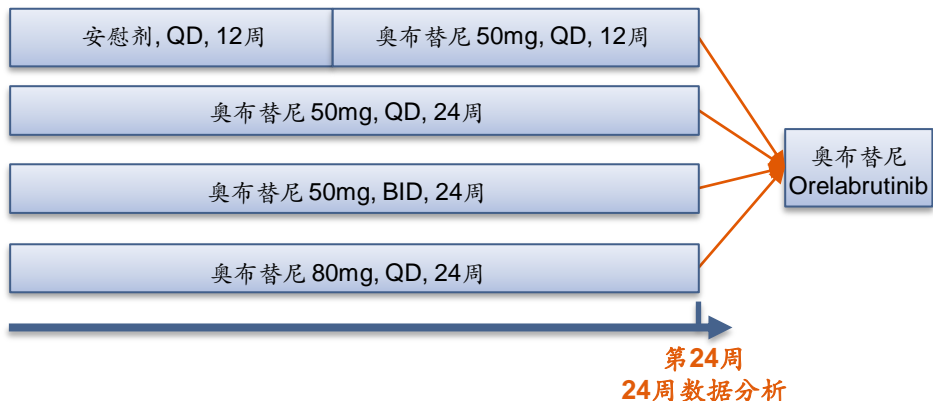 安慰剂, QD, 12周
奥布替尼 50mg, QD, 12周
奥布替尼 50mg, QD, 24周
奥布替尼 50mg, BID, 24周
奥布替尼 80mg, QD, 24周
奥布替尼
Orelabrutinib
第24周
24周数据分析